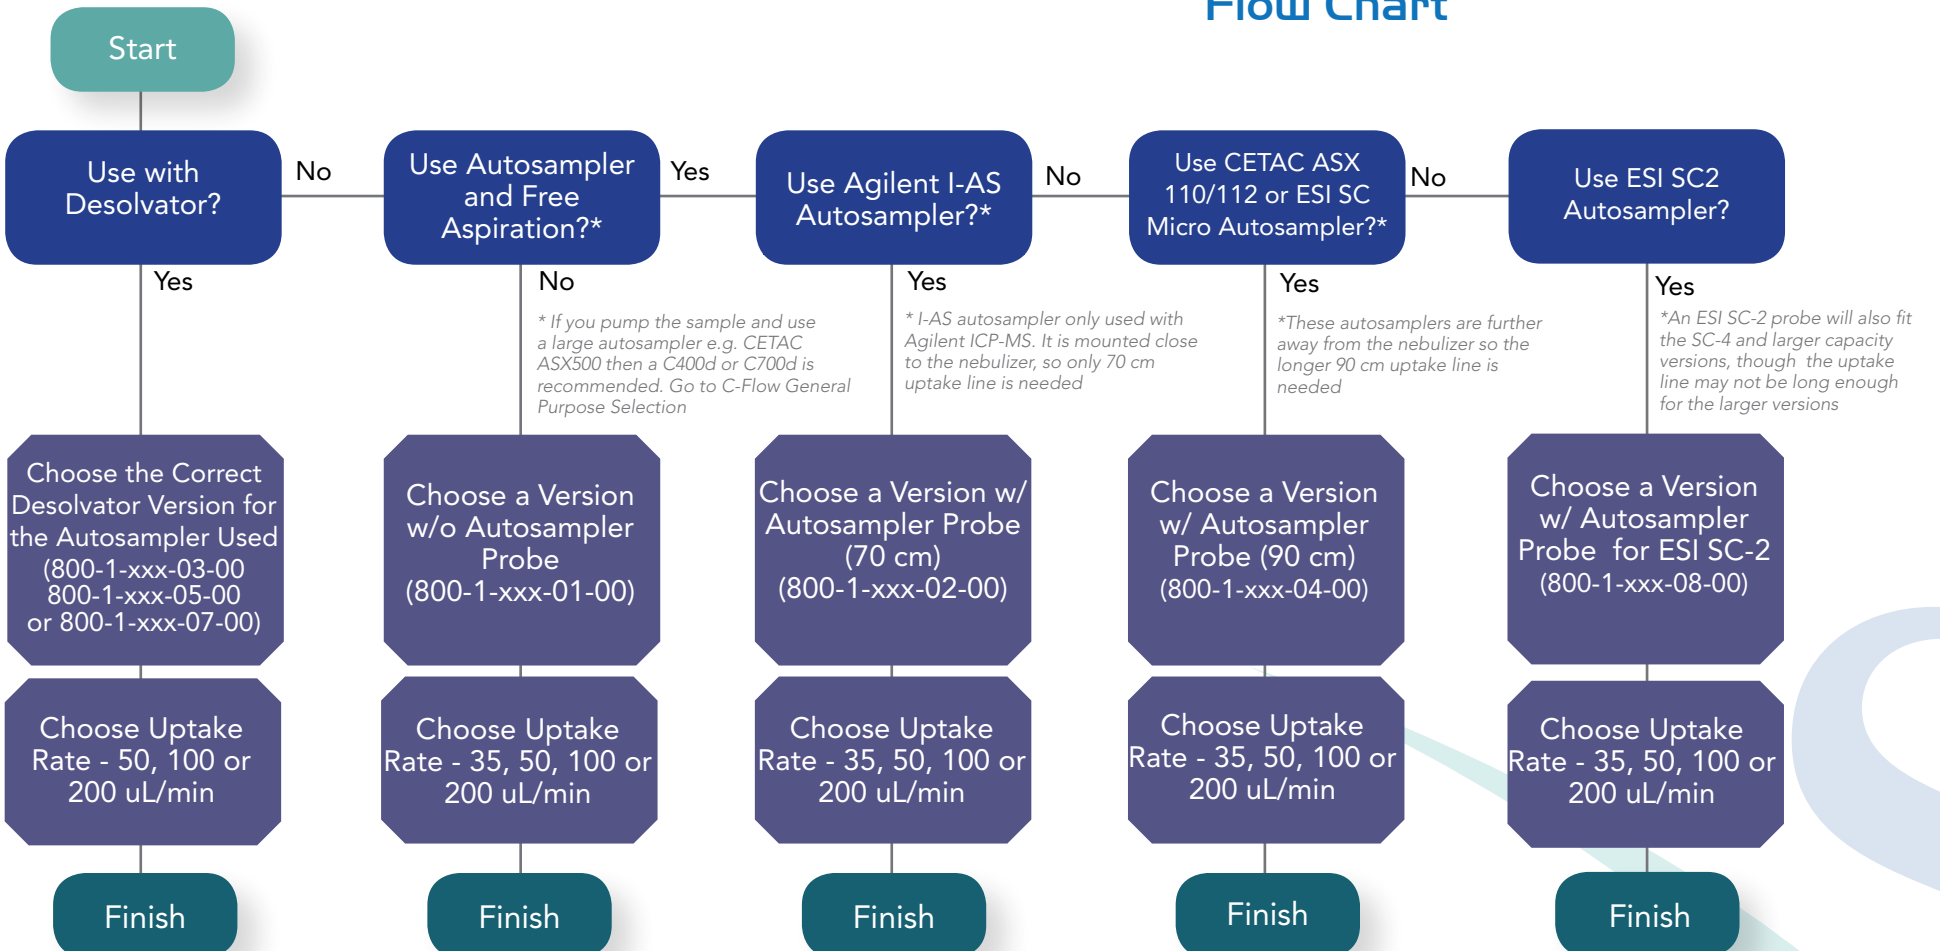 Flow Chart
Start
Use with
Desolvator?
No
Use Autosampler
and Free
Aspiration?*
Yes
Use Agilent I-AS
Autosampler?*
No
Use CETAC ASX
110/112 or ESI SC
Micro Autosampler?*
No
Use ESI SC2
Autosampler?
Yes
No
* If you pump the sample and use
a large autosampler e.g. CETAC
ASX500 then a C400d or C700d is
recommended. Go to C-Flow General
Purpose Selection
Yes
* I-AS autosampler only used with
Agilent ICP-MS. It is mounted close
to the nebulizer, so only 70 cm
uptake line is needed
Yes
*These autosamplers are further
away from the nebulizer so the
longer 90 cm uptake line is
needed
Yes
*An ESI SC-2 probe will also fit
the SC-4 and larger capacity
versions, though the uptake
line may not be long enough
for the larger versions
Choose the Correct
Desolvator Version for
the Autosampler Used
(800-1-xxx-03-00
800-1-xxx-05-00
or 800-1-xxx-07-00)
Choose a Version
w/o Autosampler
Probe
(800-1-xxx-01-00)
Choose a Version w/
Autosampler Probe
(70 cm)
(800-1-xxx-02-00)
Choose a Version
w/ Autosampler
Probe (90 cm)
(800-1-xxx-04-00)
Choose a Version
w/ Autosampler
Probe for ESI SC-2
(800-1-xxx-08-00)
Choose Uptake
Rate - 50, 100 or
200 uL/min
Choose Uptake
Rate - 35, 50, 100 or
200 uL/min
Choose Uptake
Rate - 35, 50, 100 or
200 uL/min
Choose Uptake
Rate - 35, 50, 100 or
200 uL/min
Choose Uptake
Rate - 35, 50, 100 or
200 uL/min
Finish
Finish
Finish
Finish
Finish